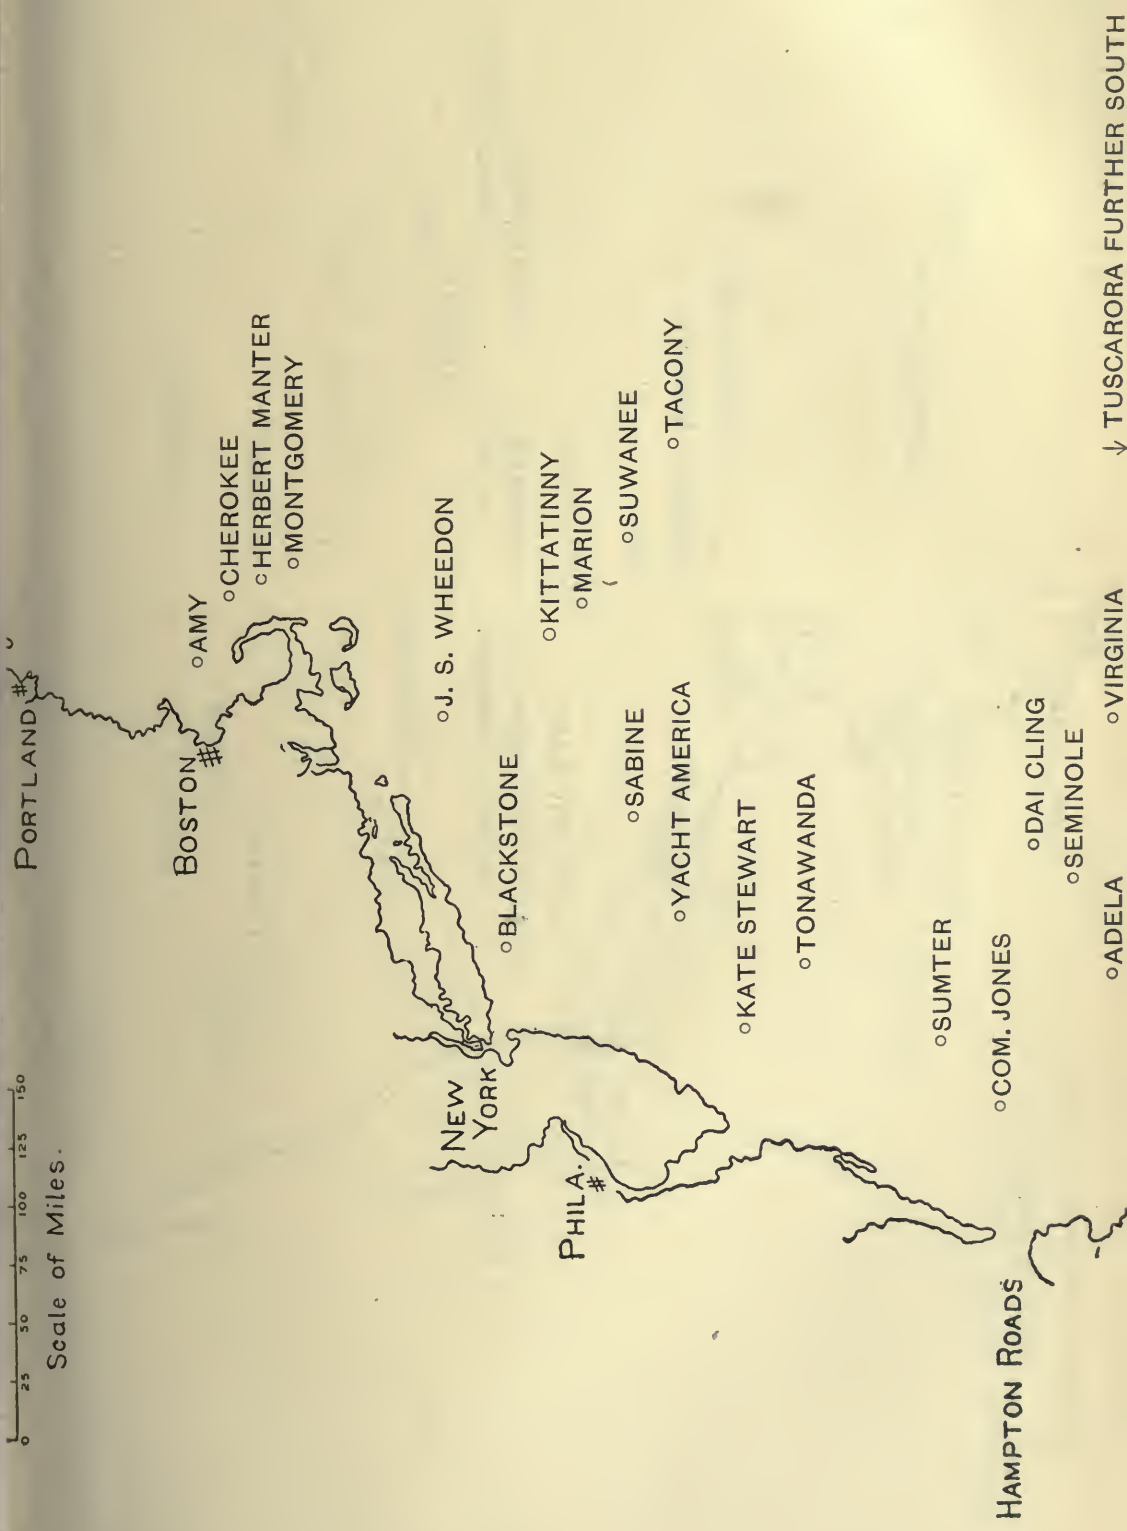 PORTLAND
0 25 50 75 100 125 150
Scale of Miles.
BOSTON
AMY
CHEROKEE
HERBERT MANTER
MONTGOMERY
J. S. WHEEDON
NEW
YORK
BLACKSTONE
KITTATINNY
MARION
PHILA.
SUWANEE
SABINE
TACONY
YACHT AMERICA
KATE STEWART
TONAWANDA
SUMTER
COM. JONES
HAMPTON ROADS
DAI CLING
SEMINOLE
ADELA
VIRGINIA
↓ TUSCARORA FURTHER SOUTH